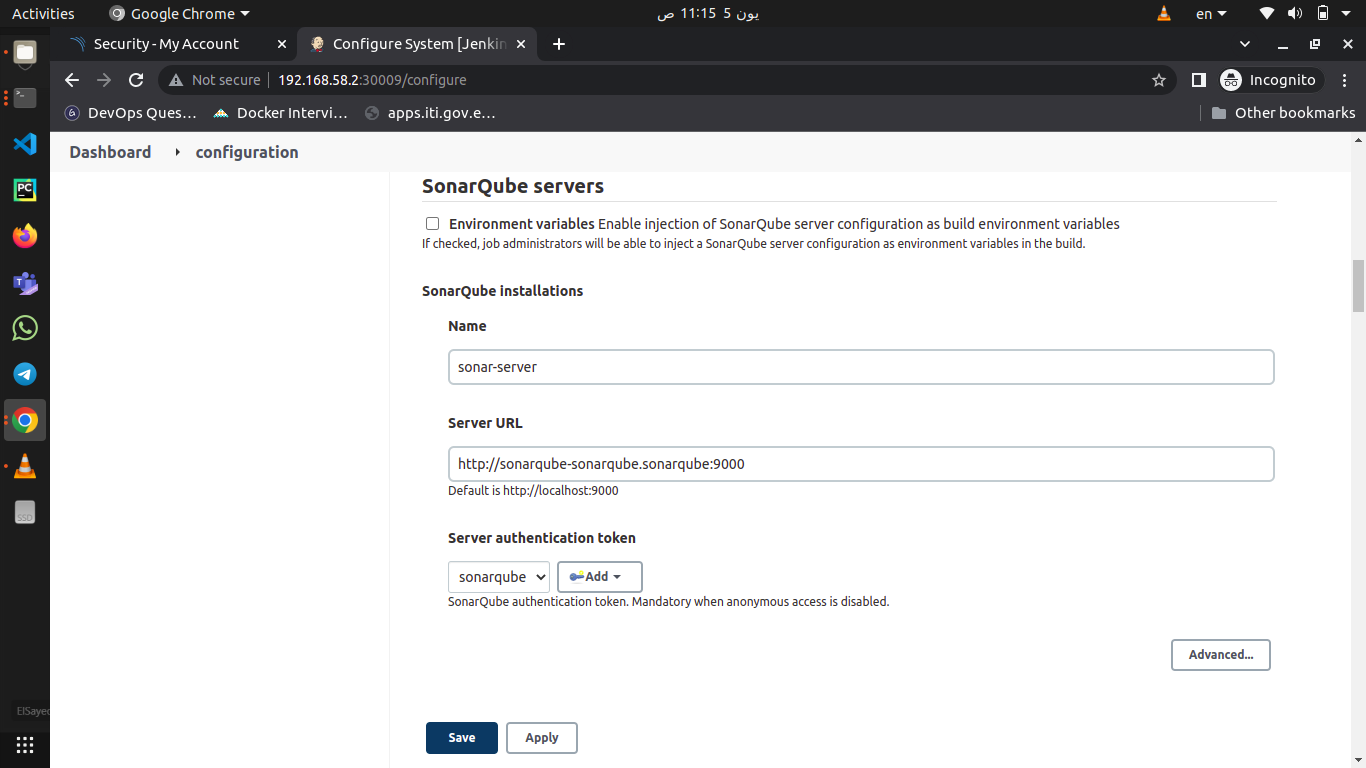 Activities
Google Chrome
يون 5 11:15 ص
en
Security - My Account
Configure System [Jenkin
Not secure
192.168.58.2:30009/configure
Incognito
DevOps Ques...
Docker Intervi...
apps.iti.gov.e...
Other bookmarks
Dashboard
configuration
SonarQube servers
Environment variables Enable injection of SonarQube server configuration as build environment variables
If checked, job administrators will be able to inject a SonarQube server configuration as environment variables in the build.
SonarQube installations
Name
sonar-server
Server URL
http://sonarqube-sonarqube.sonarqube:9000
Default is http://localhost:9000
Server authentication token
sonarqube
Add
SonarQube authentication token. Mandatory when anonymous access is disabled.
Advanced...
Save
Apply
PC
T
SSD
ElSayed